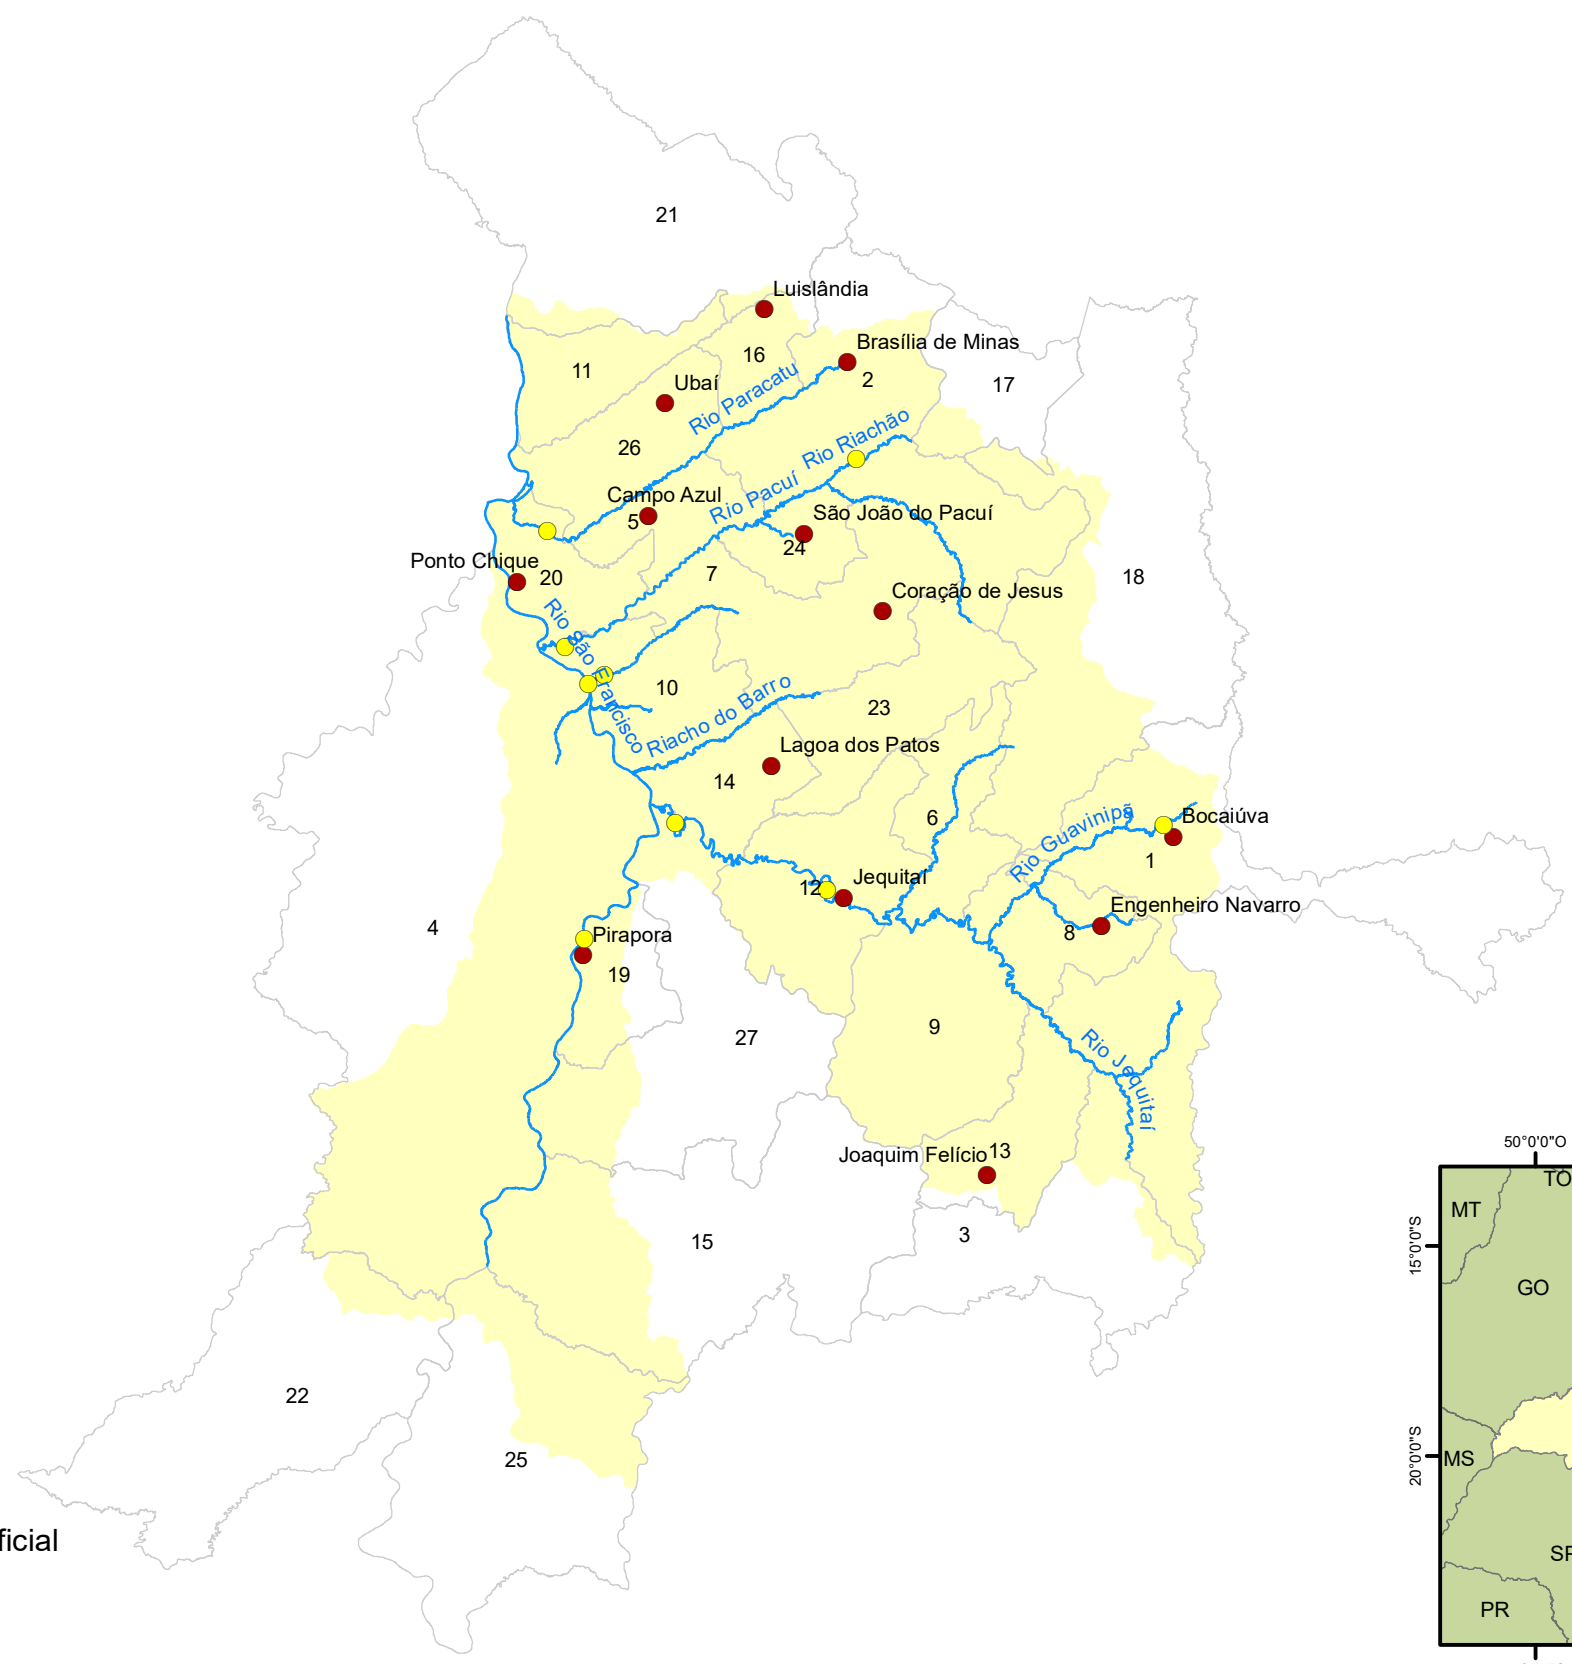 21
Luislândia
Brasília de Minas
16
11
2
17
Ubaí
Rio Paracatu
Rio Riachão
26
Campo Azul
5
Rio Pacuí
São João do Pacuí
24
Ponto Chique
20
7
18
Coração de Jesus
Rio São Francisco
10
Riacho do Barro
23
Lagoa dos Patos
14
6
Rio Guavinipã
Bocaiúva
1
12
Jequitaí
Engenheiro Navarro
8
4
Pirapora
19
27
9
Rio Jequitaí
Joaquim Felício
13
3
15
22
25
ficial
50°0'0"O
TO
MT
15°0'0"S
GO
20°0'0"S
MS
SP
PR